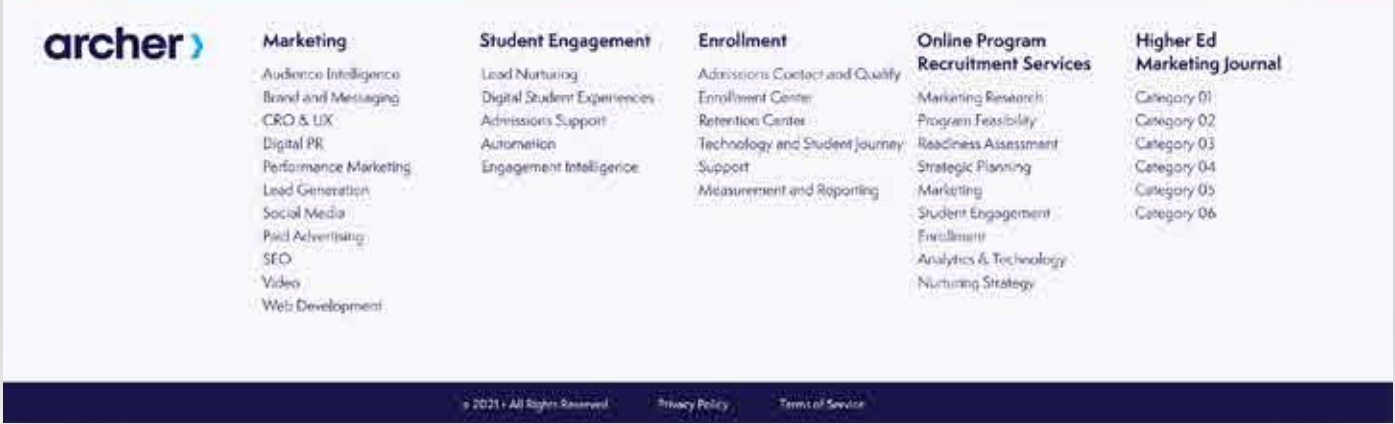 archer
Marketing
Audience Intelligence
Brand and Messaging
CRO & UX
Digital PR
Performance Marketing
Lead Generation
Social Media
Paid Advertising
SEO
Video
Web Development
Student Engagement
Lead Nurturing
Digital Student Experiences
Admissions Support
Automation
Engagement Intelligence
Enrollment
Admissions Contact and Qualify
Enrollment Center
Retention Center
Technology and Student Journey
Support
Measurement and Reporting
Online Program
Recruitment Services
Marketing Research
Program Feasibility
Readiness Assessment
Strategic Planning
Marketing
Student Engagement
Enrollment
Analytics & Technology
Nurturing Strategy
Higher Ed
Marketing Journal
Category 01
Category 02
Category 03
Category 04
Category 05
Category 06
© 2021 • All Rights Reserved Privacy Policy Terms of Service